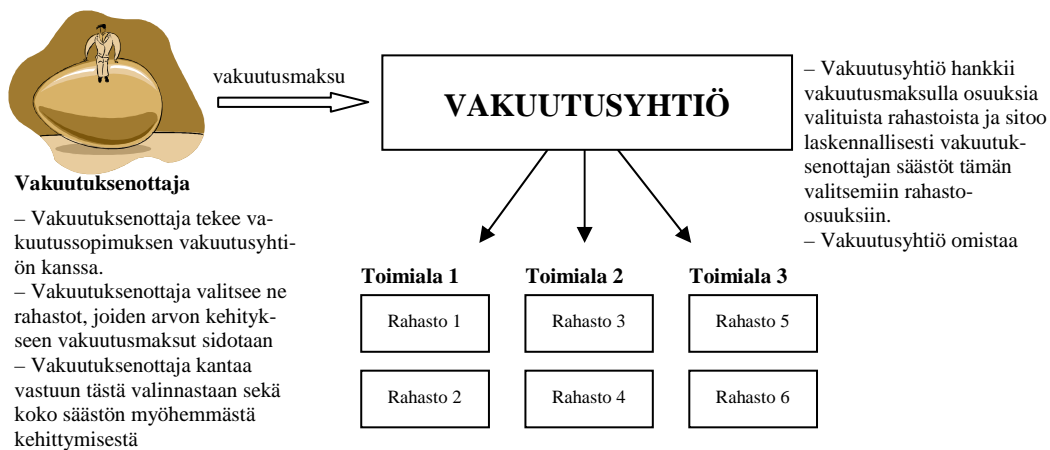 vakuutusmaksu
VAKUUTUSYHTIÖ
– Vakuutusyhtiö hankkii
vakuutusmaksulla osuuksia
valituista rahastoista ja sitoo
laskennallisesti vakuutuk-
senottajan säästöt tämän
valitsemiin rahasto-
osuuksiin.
– Vakuutusyhtiö omistaa
Vakuutuksenottaja
– Vakuutuksenottaja tekee va-
kuutussopimuksen vakuutusyhti-
ön kanssa.
– Vakuutuksenottaja valitsee ne
rahastot, joiden arvon kehityk-
seen vakuutusmaksut sidotaan
– Vakuutuksenottaja kantaa
vastuun tästä valinnastaan sekä
koko säästön myöhemmästä
kehittymisestä
Toimiala 1
Toimiala 2
Toimiala 3
Rahasto 1
Rahasto 3
Rahasto 5
Rahasto 2
Rahasto 4
Rahasto 6